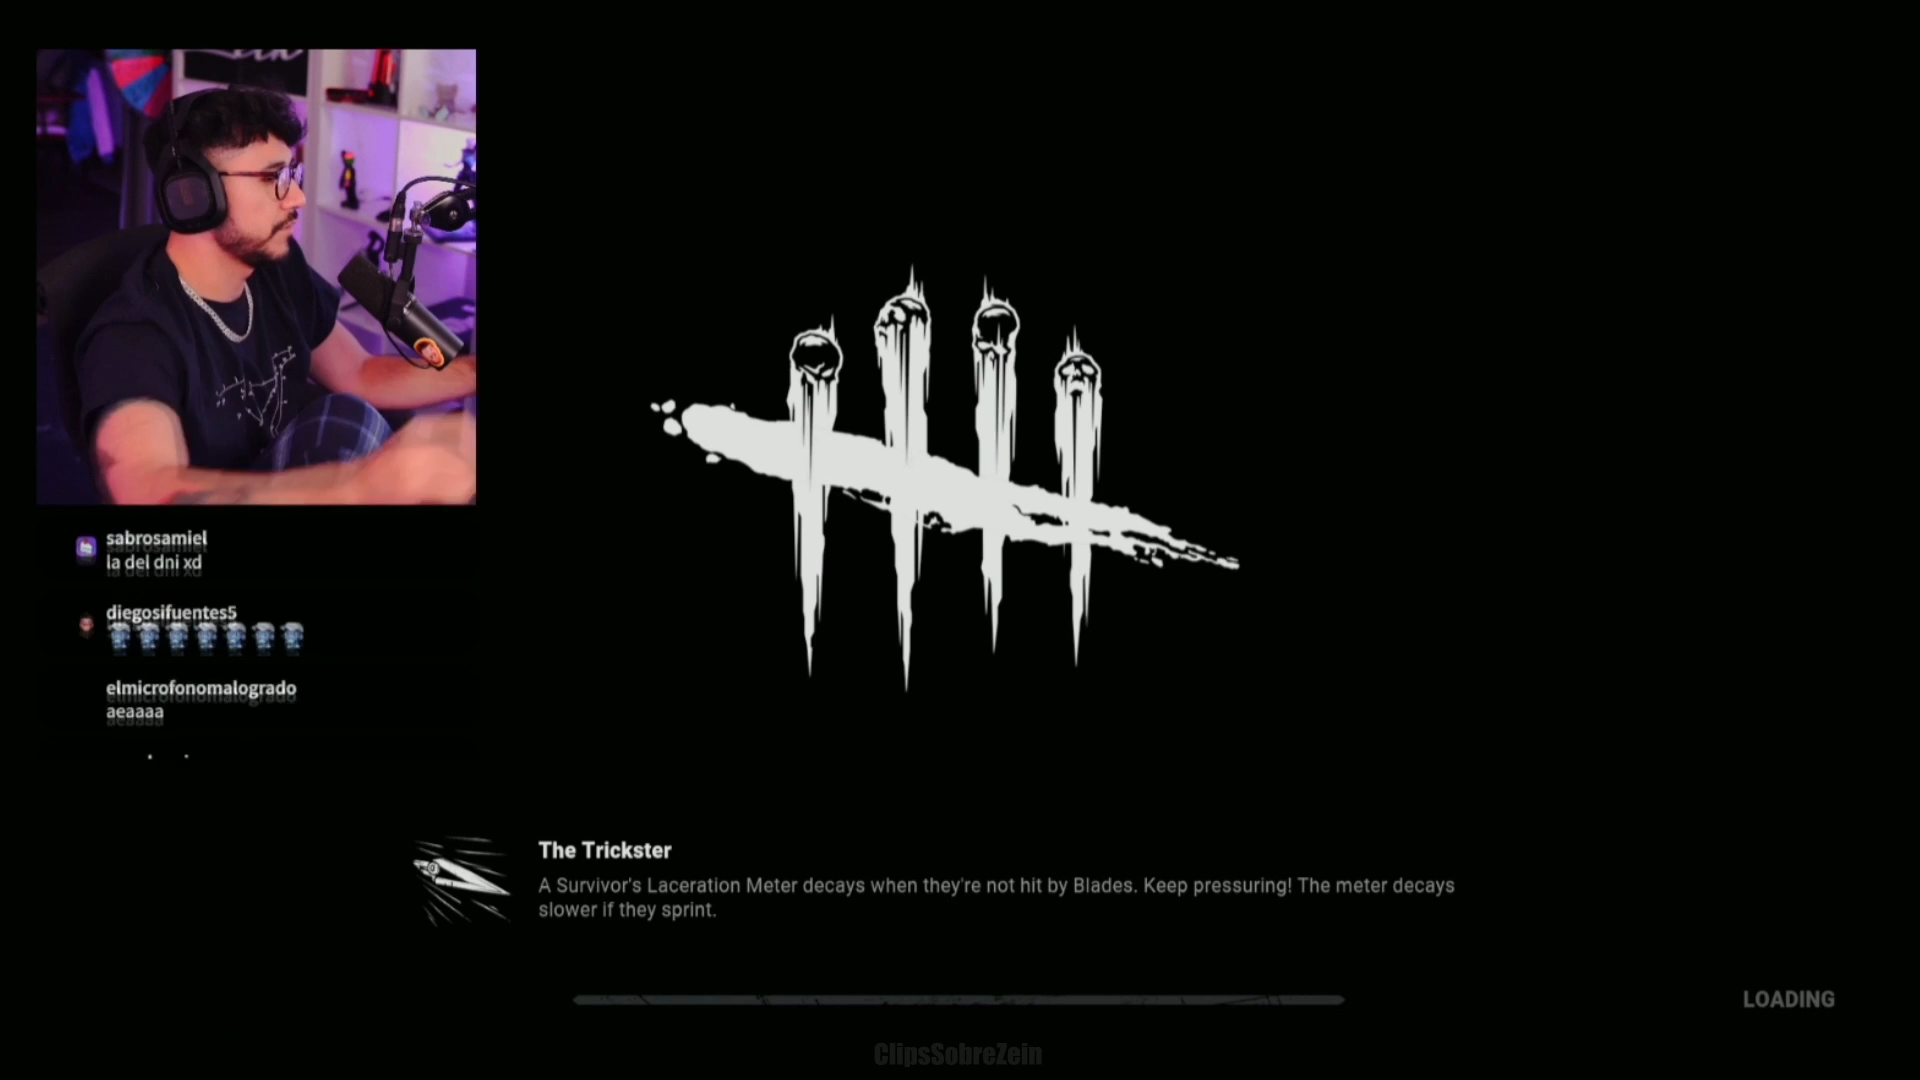 sabrosamiel
la del dni xd
diegosifuentes5
elmicrofonomalogrado
aeaaaa
The Trickster
A Survivor's Laceration Meter decays when they're not hit by Blades. Keep pressuring! The meter decays
slower if they sprint.
LOADING
ClipsSobreZein